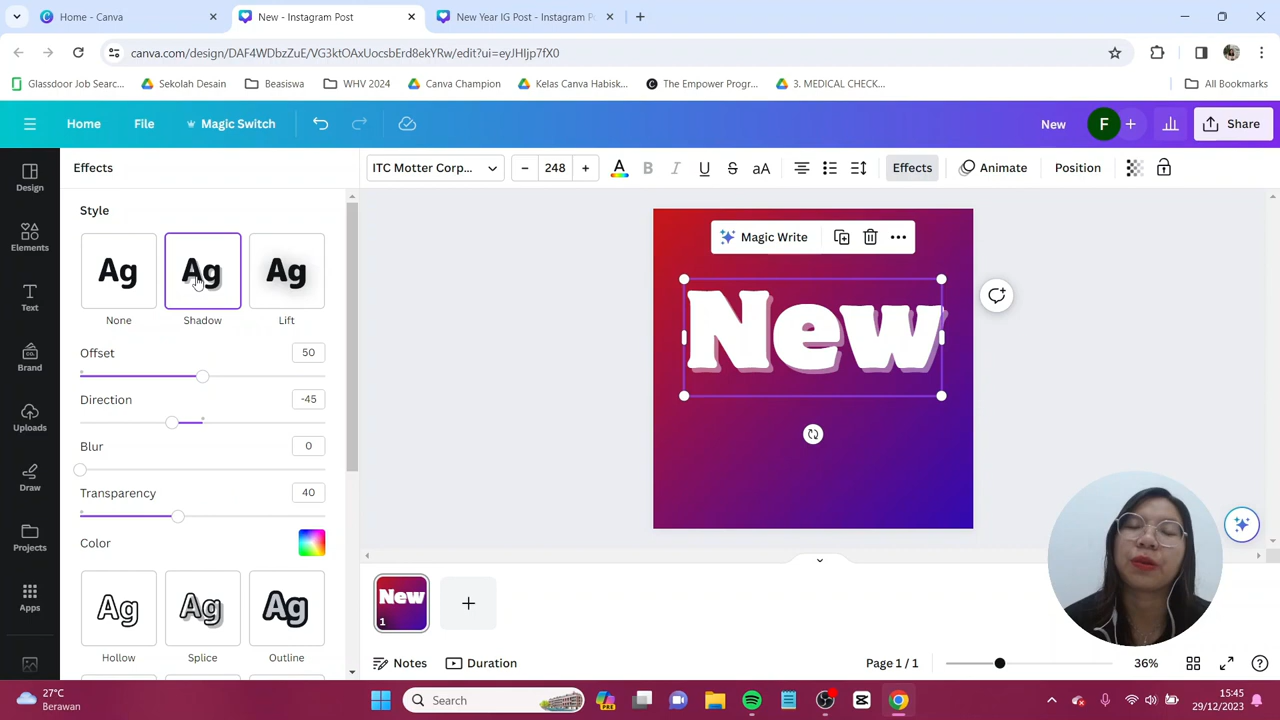 Home - Canva
New - Instagram Post
New Year IG Post - Instagram P
canva.com/design/DAF4WDbzZuE/VG3ktOAxUocsbErd8ekYRw/edit?ui=eyJHIjp7fX0
Glassdoor Job Searc...
Sekolah Desain
Beasiswa
WHV 2024
Canva Champion
Kelas Canva Habisk...
The Empower Progr...
3. MEDICAL CHECK...
All Bookmarks
Home
File
Magic Switch
New
F
Share
Effects
ITC Motter Corp...
248
A
B
I
U
S
aA
Effects
Animate
Position
Design
Elements
Text
Brand
Uploads
Draw
Projects
Apps
Style
Ag
Ag
Ag
None
Shadow
Lift
Offset
50
Direction
-45
Blur
0
Transparency
40
Color
Ag
Ag
Ag
Hollow
Splice
Outline
Magic Write
New
New
1
Notes
Duration
Page 1 / 1
36%
27°C
Berawan
Search
15:45
29/12/2023